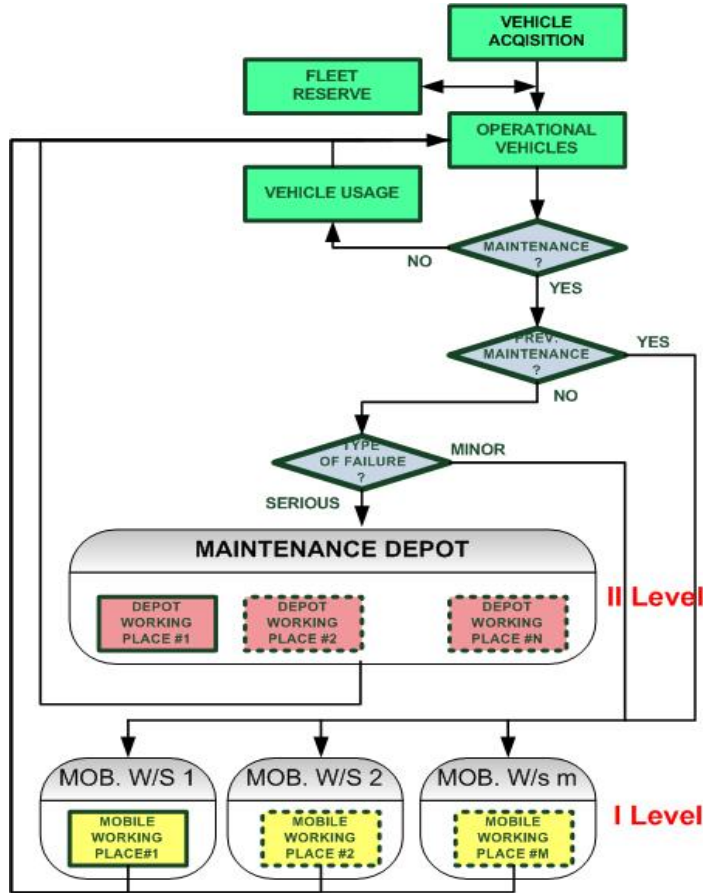 VEHICLE
ACQISITION
FLEET
RESERVE
OPERATIONAL
VEHICLES
VEHICLE USAGE
MAINTENANCE
?
NO
YES
PREV.
MAINTENANCE
?
YES
NO
TYPE
OF FAILURE
?
MINOR
SERIOUS
MAINTENANCE DEPOT
DEPOT
WORKING
PLACE #1
DEPOT
WORKING
PLACE #2
DEPOT
WORKING
PLACE #N
II Level
MOB. W/S 1
MOB. W/S 2
MOB. W/s m
MOBILE
WORKING
PLACE#1
MOBILE
WORKING
PLACE #2
MOBILE
WORKING
PLACE #M
I Level